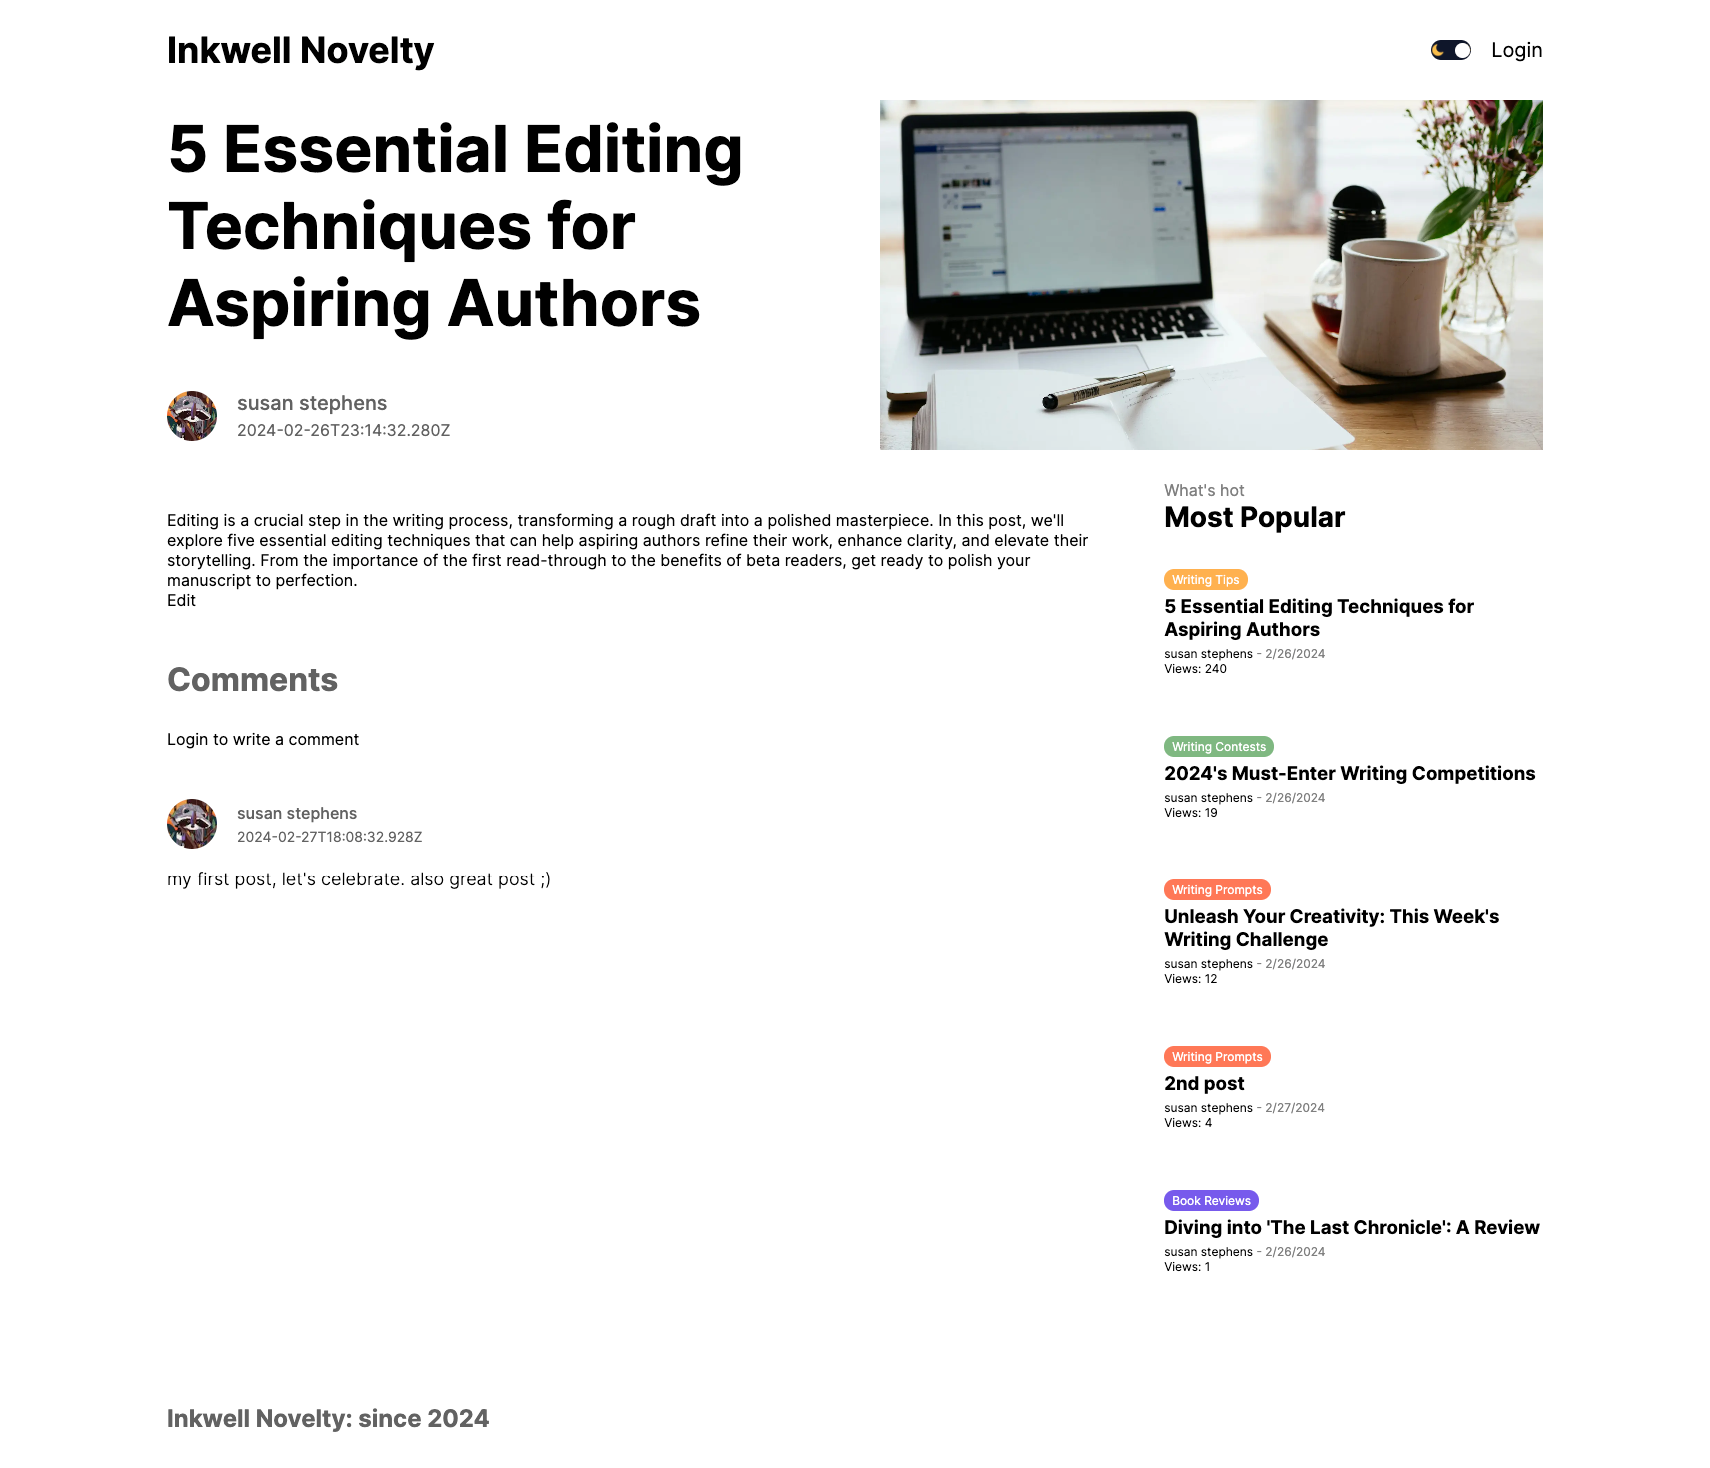 Inkwell Novelty
Login
5 Essential Editing
Techniques for
Aspiring Authors
susan stephens
2024-02-26T23:14:32.280Z
Editing is a crucial step in the writing process, transforming a rough draft into a polished masterpiece. In this post, we'll
explore five essential editing techniques that can help aspiring authors refine their work, enhance clarity, and elevate their
storytelling. From the importance of the first read-through to the benefits of beta readers, get ready to polish your
manuscript to perfection.
Edit
Comments
Login to write a comment
susan stephens
2024-02-27T18:08:32.928Z
my first post, let's celebrate. also great post ;)
What's hot
Most Popular
Writing Tips
5 Essential Editing Techniques for
Aspiring Authors
susan stephens - 2/26/2024
Views: 240
Writing Contests
2024's Must-Enter Writing Competitions
susan stephens - 2/26/2024
Views: 19
Writing Prompts
Unleash Your Creativity: This Week's
Writing Challenge
susan stephens - 2/26/2024
Views: 12
Writing Prompts
2nd post
susan stephens - 2/27/2024
Views: 4
Book Reviews
Diving into 'The Last Chronicle': A Review
susan stephens - 2/26/2024
Views: 1
Inkwell Novelty: since 2024